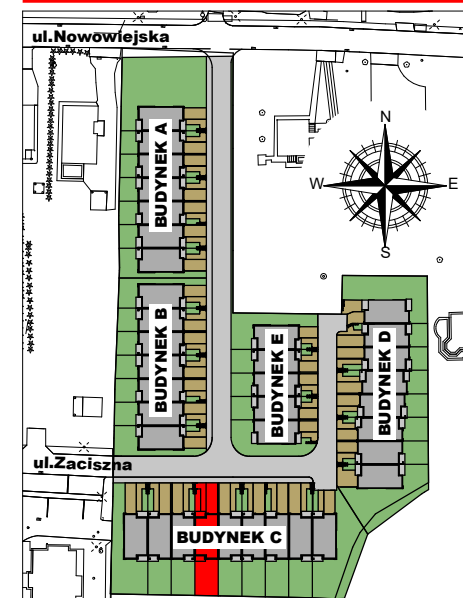 ul.Nowowiejska
BUDYNEK A
N
W
E
S
BUDYNEK B
BUDYNEK E
BUDYNEK D
ul.Zaciszna
BUDYNEK C